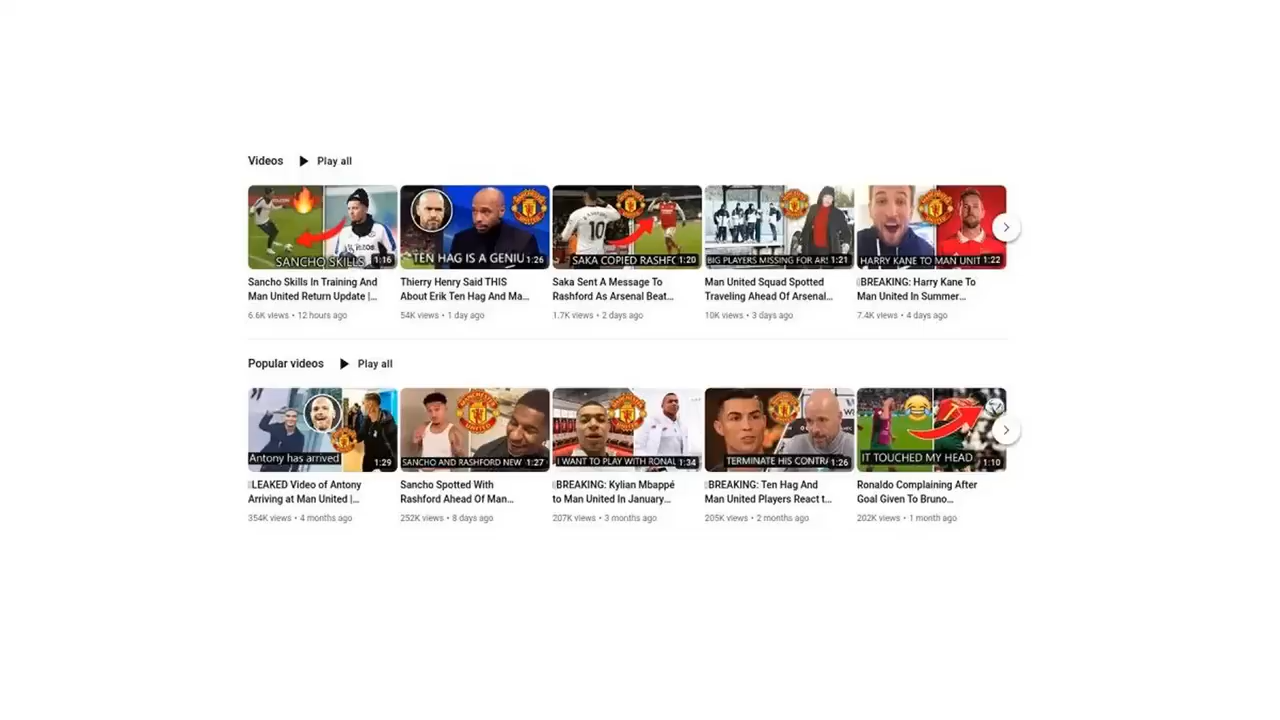 Videos Play all
SANCHO SKILLS 1:16
TEN HAG IS A GENIU 1:26
10
SAKA COPIED RASHFO 1:20
BIG PLAYERS MISSING FOR ARS 1:21
HARRY KANE TO MAN UNIT 1:22
Sancho Skills In Training And
Man United Return Update |...
6.6K views • 12 hours ago
Thierry Henry Said THIS
About Erik Ten Hag And Ma...
54K views • 1 day ago
Saka Sent A Message To
Rashford As Arsenal Beat...
1.7K views • 2 days ago
Man United Squad Spotted
Traveling Ahead Of Arsenal...
10K views • 3 days ago
BREAKING: Harry Kane To
Man United In Summer...
7.4K views • 4 days ago
Popular videos Play all
Antony has arrived 1:29
MANCHESTER
UNITED
SANCHO AND RASHFORD NEW 1:27
I WANT TO PLAY WITH RONAL 1:34
TERMINATE HIS CONTRA 1:26
IT TOUCHED MY HEAD 1:10
LEAKED Video of Antony
Arriving at Man United |...
354K views • 4 months ago
Sancho Spotted With
Rashford Ahead Of Man...
252K views • 8 days ago
BREAKING: Kylian Mbappé
to Man United In January...
207K views • 3 months ago
BREAKING: Ten Hag And
Man United Players React t...
205K views • 2 months ago
Ronaldo Complaining After
Goal Given To Bruno...
202K views • 1 month ago